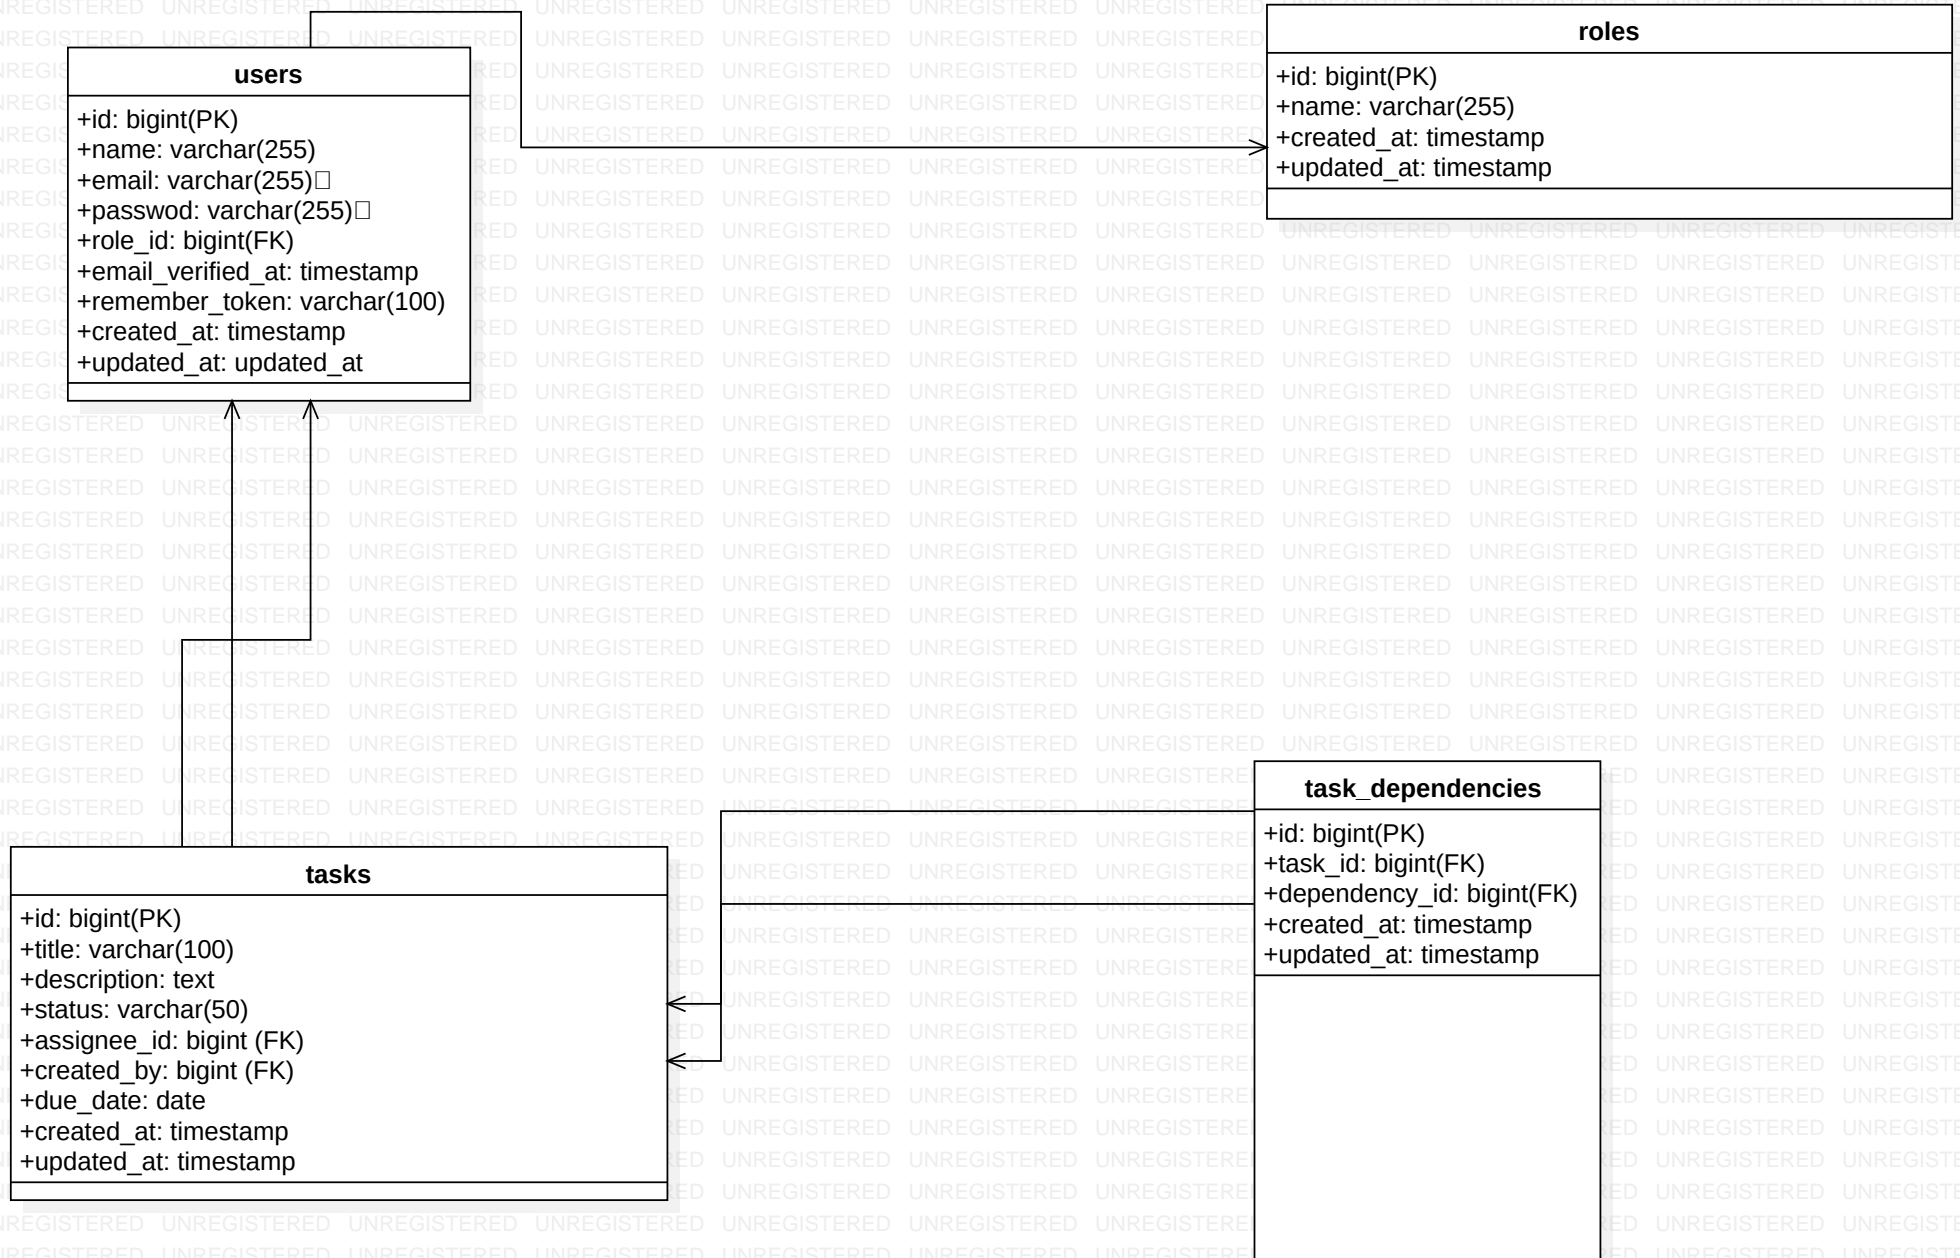 users
+id: bigint(PK)
+name: varchar(255)
+email: varchar(255)
+passwod: varchar(255)
+role_id: bigint(FK)
+email_verified_at: timestamp
+remember_token: varchar(100)
+created_at: timestamp
+updated_at: updated_at
roles
+id: bigint(PK)
+name: varchar(255)
+created_at: timestamp
+updated_at: timestamp
tasks
+id: bigint(PK)
+title: varchar(100)
+description: text
+status: varchar(50)
+assignee_id: bigint (FK)
+created_by: bigint (FK)
+due_date: date
+created_at: timestamp
+updated_at: timestamp
task_dependencies
+id: bigint(PK)
+task_id: bigint(FK)
+dependency_id: bigint(FK)
+created_at: timestamp
+updated_at: timestamp
UNREGISTERED